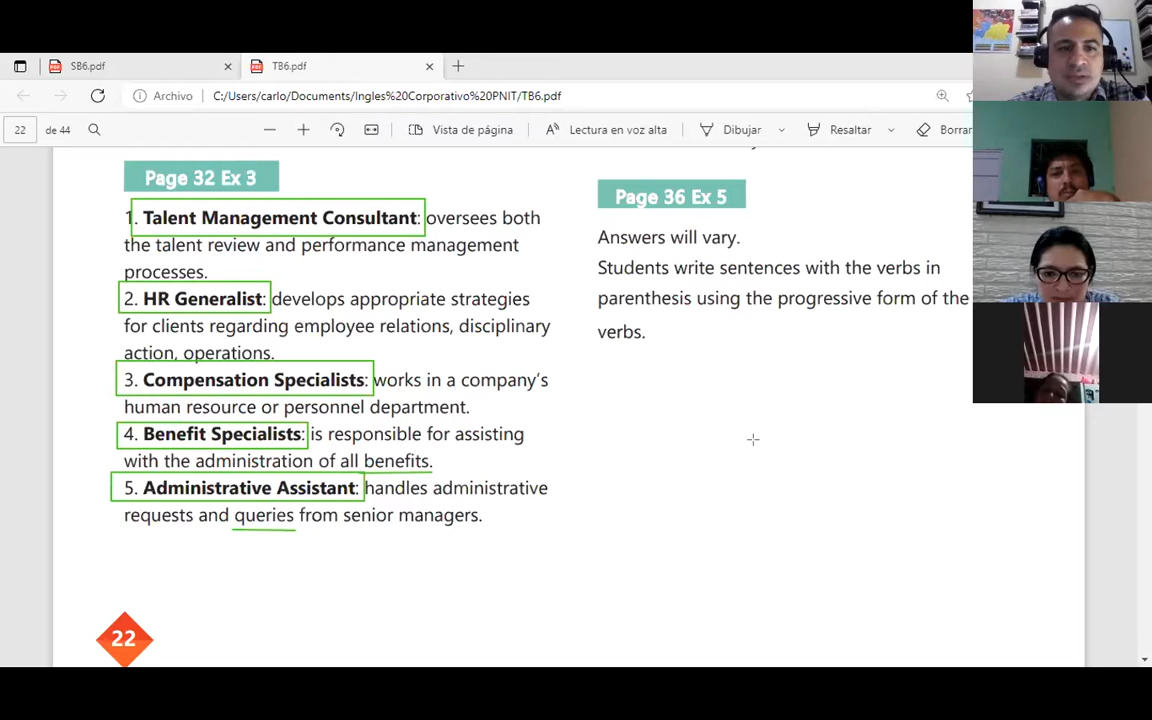 SB6.pdf
TB6.pdf
Archivo
C:/Users/carlo/Documents/Ingles%20Corporativo%20PNIT/TB6.pdf
22
de 44
Vista de página
Lectura en voz alta
Dibujar
Resaltar
Borrar
Page 32 Ex 3
1. Talent Management Consultant: oversees both
the talent review and performance management
processes.
2. HR Generalist: develops appropriate strategies
for clients regarding employee relations, disciplinary
action, operations.
3. Compensation Specialists: works in a company's
human resource or personnel department.
4. Benefit Specialists: is responsible for assisting
with the administration of all benefits.
5. Administrative Assistant: handles administrative
requests and queries from senior managers.
Page 36 Ex 5
Answers will vary.
Students write sentences with the verbs in
parenthesis using the progressive form of the
verbs.
22